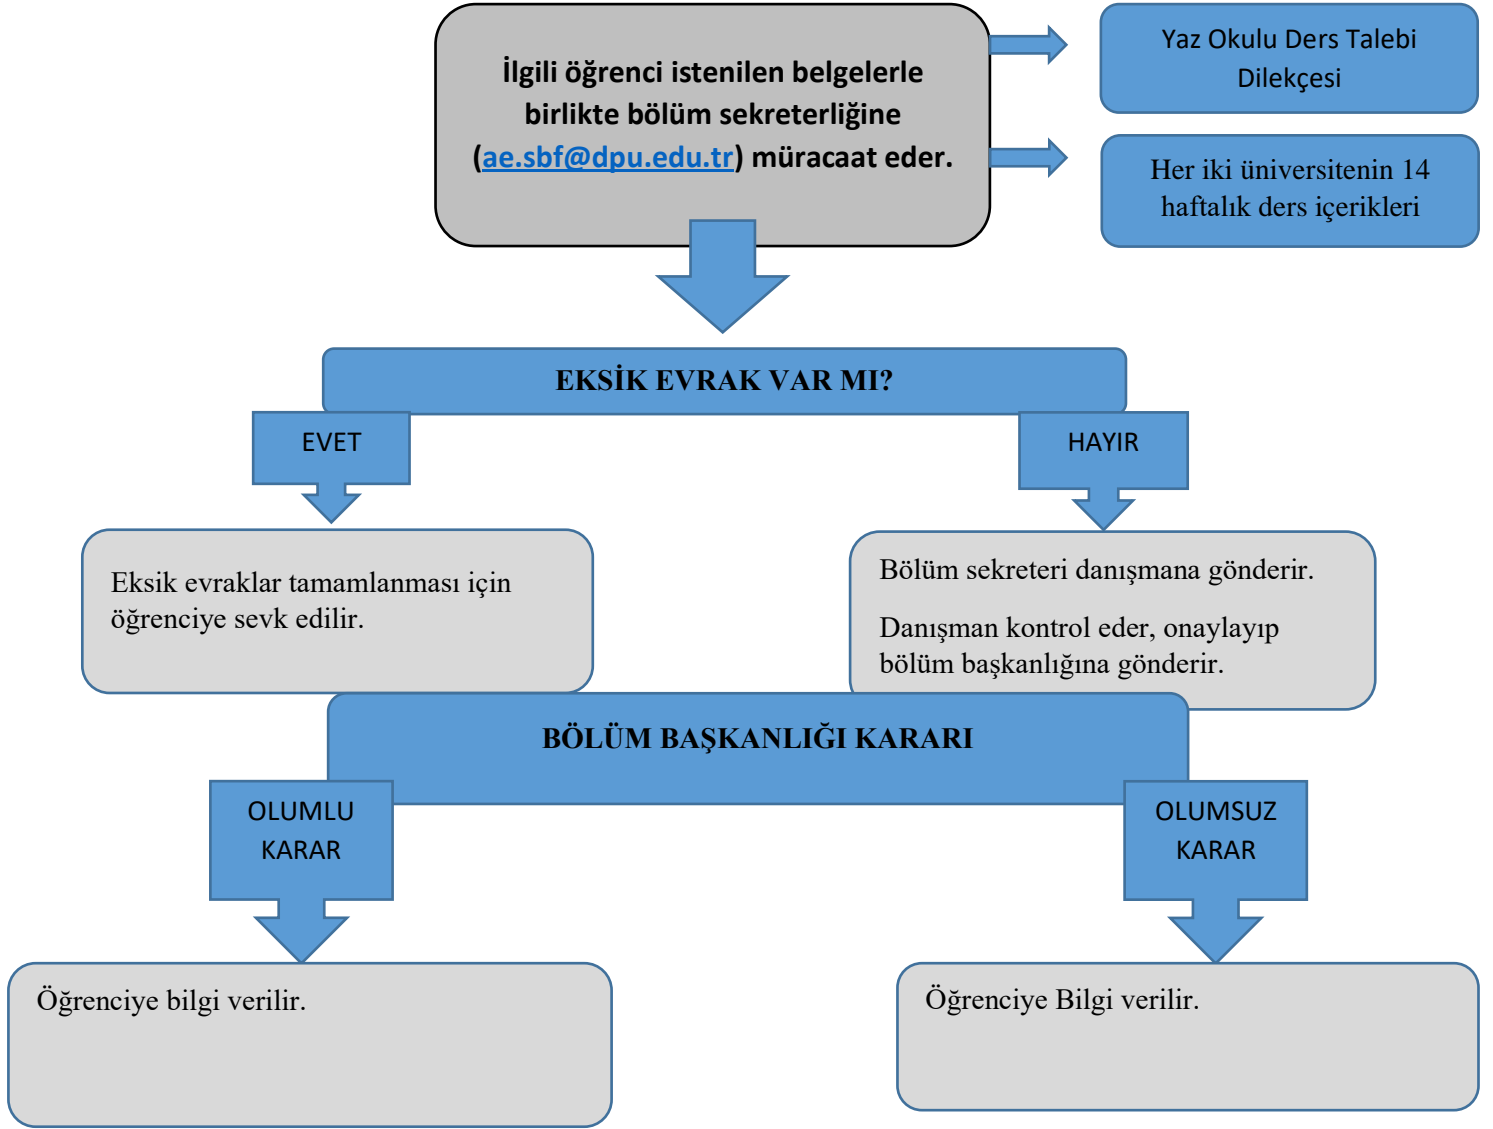 İlgili öğrenci istenilen belgelerle
birlikte bölüm sekreterliğine
(ae.sbf@dpu.edu.tr) müracaat eder.
Yaz Okulu Ders Talebi
Dilekçesi
Her iki üniversitenin 14
haftalık ders içerikleri
EKSİK EVRAK VAR MI?
EVET
HAYIR
Eksik evraklar tamamlanması için
öğrenciye sevk edilir.
Bölüm sekreteri danışmana gönderir.
Danışman kontrol eder, onaylayıp
bölüm başkanlığına gönderir.
BÖLÜM BAŞKANLIĞI KARARI
OLUMLU
KARAR
OLUMSUZ
KARAR
Öğrenciye bilgi verilir.
Öğrenciye Bilgi verilir.